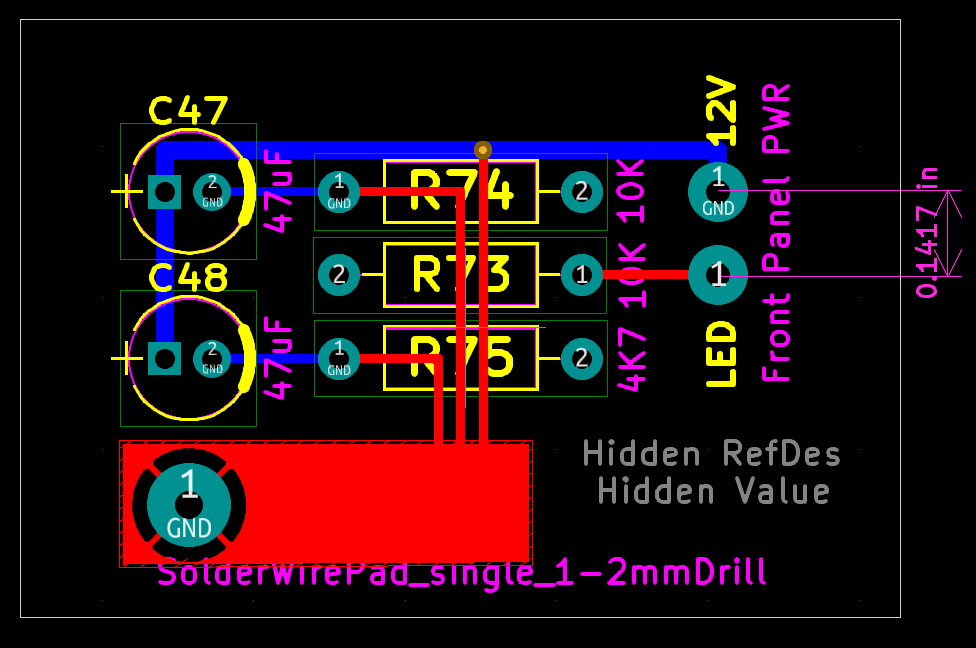 C47
12V
47uF
2
GND
1
GND
R74
2
10K
1
GND
Front Panel PWR
0.1417 in
2
R73
1
10K
1
C48
47uF
2
GND
1
GND
R75
2
4K7
LED
1
GND
Hidden RefDes
Hidden Value
SolderWirePad_single_1-2mmDrill